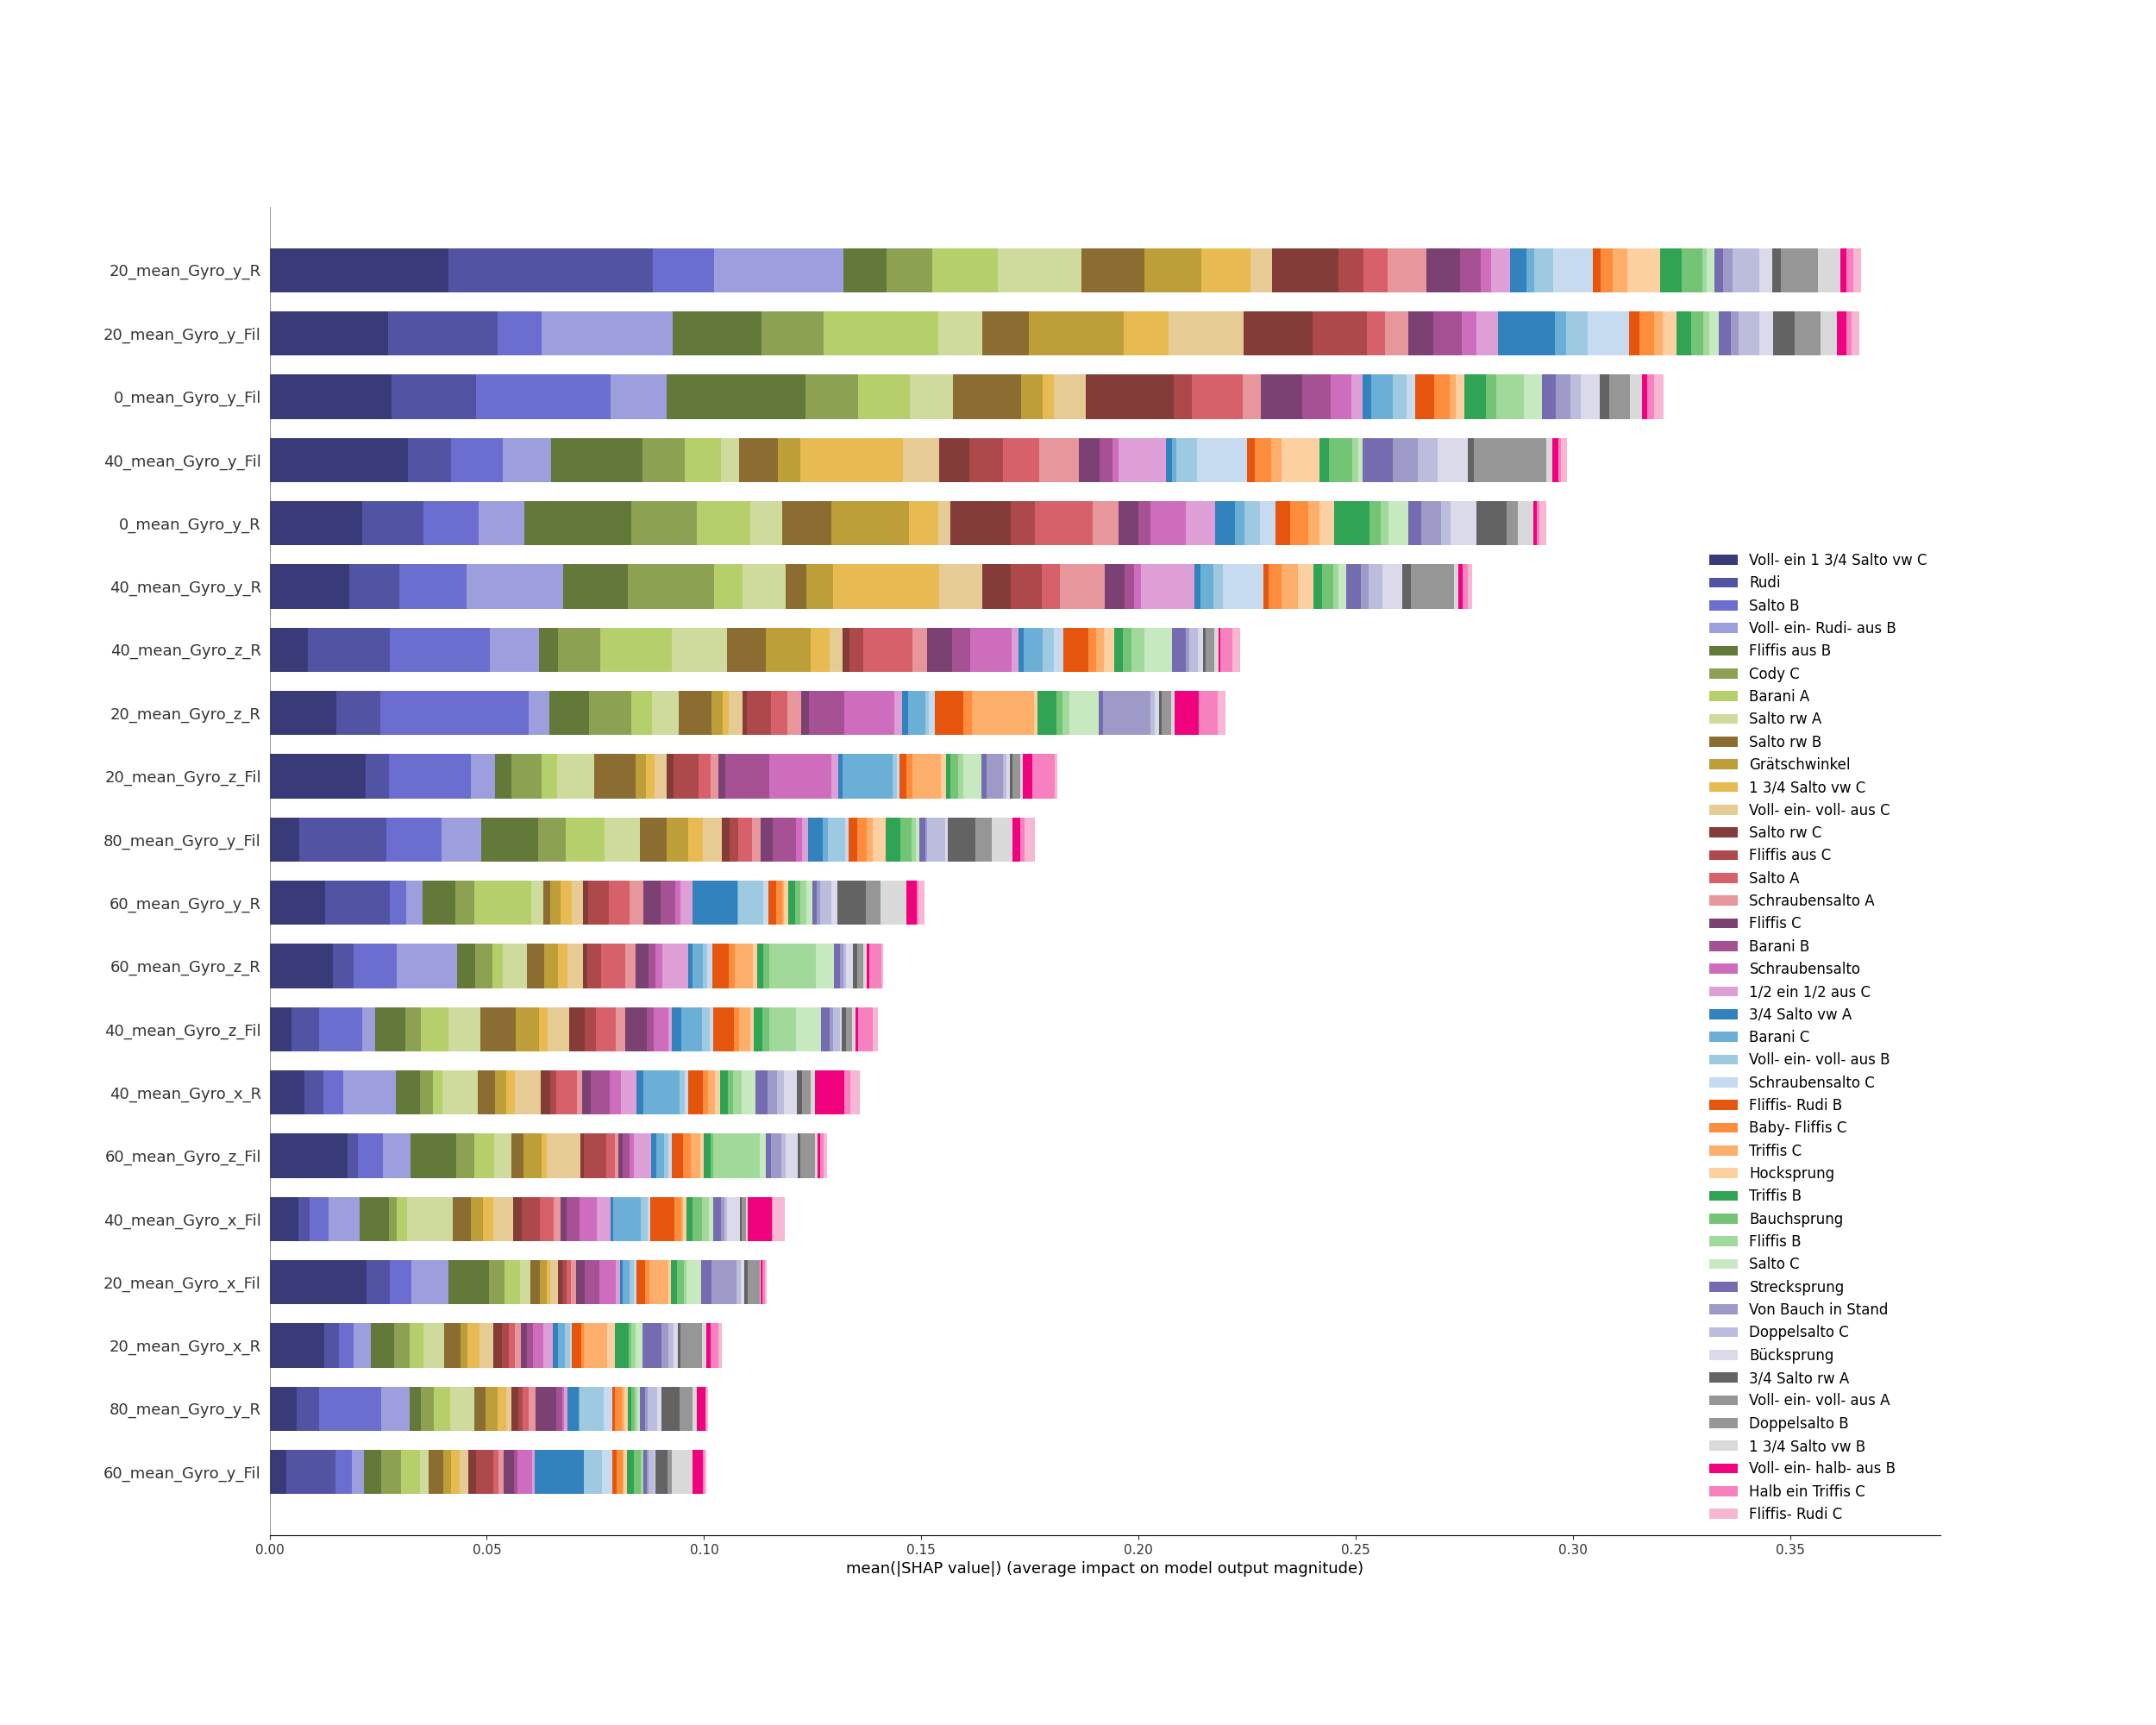 20_mean_Gyro_y_R
20_mean_Gyro_y_Fil
0_mean_Gyro_y_Fil
40_mean_Gyro_y_Fil
0_mean_Gyro_y_R
40_mean_Gyro_y_R
40_mean_Gyro_z_R
20_mean_Gyro_z_R
20_mean_Gyro_z_Fil
80_mean_Gyro_y_Fil
60_mean_Gyro_y_R
60_mean_Gyro_z_R
40_mean_Gyro_z_Fil
40_mean_Gyro_x_R
60_mean_Gyro_z_Fil
40_mean_Gyro_x_Fil
20_mean_Gyro_x_Fil
20_mean_Gyro_x_R
80_mean_Gyro_y_R
60_mean_Gyro_y_Fil
Voll- ein 1 3/4 Salto vw C
Rudi
Salto B
Voll- ein- Rudi- aus B
Fliffis aus B
Cody C
Barani A
Salto rw A
Salto rw B
Grätschwinkel
1 3/4 Salto vw C
Voll- ein- voll- aus C
Salto rw C
Fliffis aus C
Salto A
Schraubensalto A
Fliffis C
Barani B
Schraubensalto
1/2 ein 1/2 aus C
3/4 Salto vw A
Barani C
Voll- ein- voll- aus B
Schraubensalto C
Fliffis- Rudi B
Baby- Fliffis C
Triffis C
Hocksprung
Triffis B
Bauchsprung
Fliffis B
Salto C
Strecksprung
Von Bauch in Stand
Doppelsalto C
Bücksprung
3/4 Salto rw A
Voll- ein- voll- aus A
Doppelsalto B
1 3/4 Salto vw B
Voll- ein- halb- aus B
Halb ein Triffis C
Fliffis- Rudi C
0.00 0.05 0.10 0.15 0.20 0.25 0.30 0.35
mean(|SHAP value|) (average impact on model output magnitude)